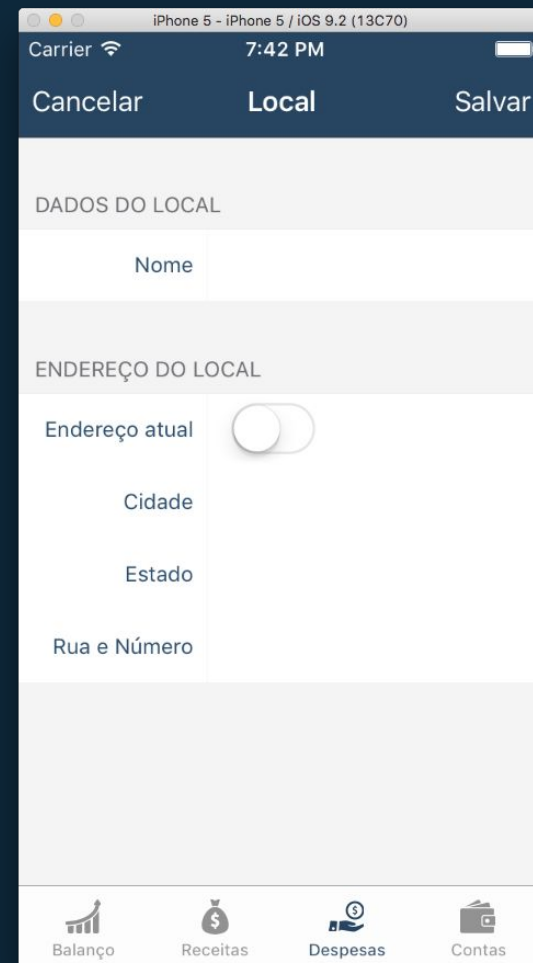 iPhone 5 - iPhone 5 / iOS 9.2 (13C70)
Carrier 7:42 PM
Cancelar Local Salvar
DADOS DO LOCAL
Nome
ENDEREÇO DO LOCAL
Endereço atual
Cidade
Estado
Rua e Número
Balanço Receitas Despesas Contas